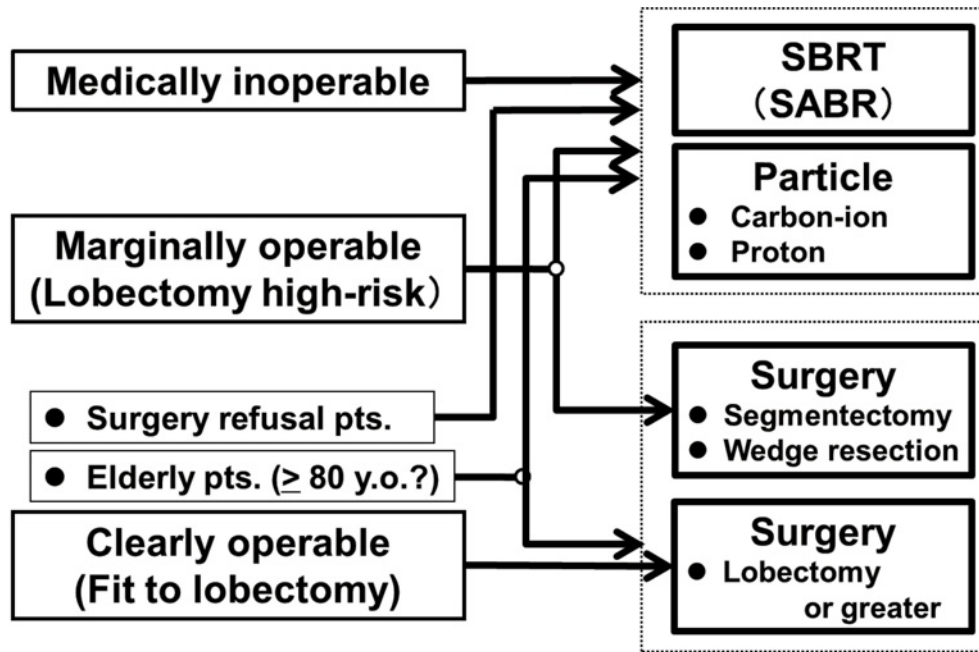 Medically inoperable
Marginally operable
(Lobectomy high-risk）
● Surgery refusal pts.
● Elderly pts. (≥ 80 y.o.?)
Clearly operable
(Fit to lobectomy)
SBRT
（SABR）
Particle
● Carbon-ion
● Proton
Surgery
● Segmentectomy
● Wedge resection
Surgery
● Lobectomy
or greater